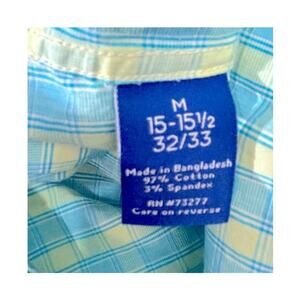 M
15-15½
32/33
Made in Bangladesh
97% Cotton
3% Spandex
RN #73277
Care on reverse